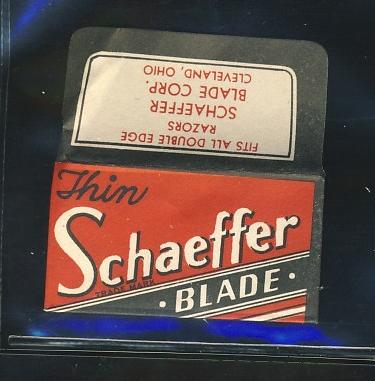 FITS ALL DOUBLE EDGE
RAZORS
SCHAEFFER
BLADE CORP.
CLEVELAND, OHIO
Thin
Schaeffer
TRADE MARK
· BLADE ·